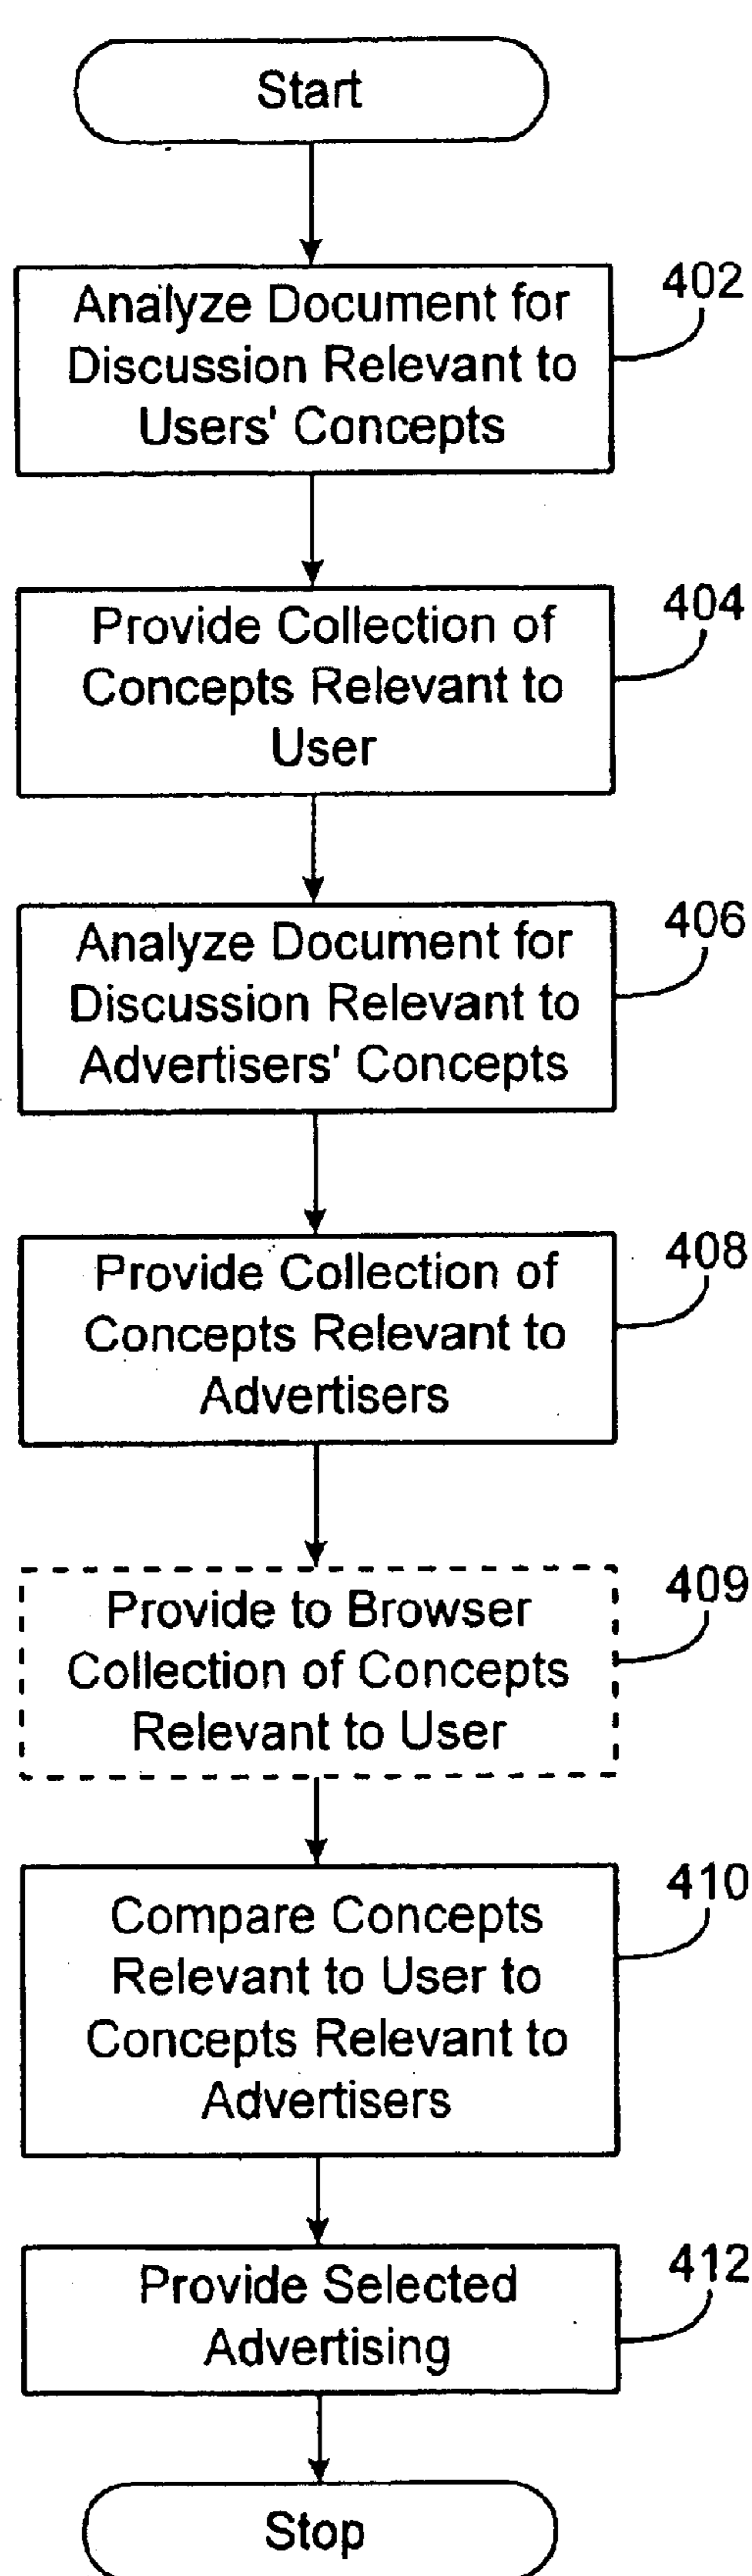 Start
402
Analyze Document for
Discussion Relevant to
Users' Concepts
404
Provide Collection of
Concepts Relevant to
User
406
Analyze Document for
Discussion Relevant to
Advertisers' Concepts
408
Provide Collection of
Concepts Relevant to
Advertisers
409
Provide to Browser
Collection of Concepts
Relevant to User
410
Compare Concepts
Relevant to User to
Concepts Relevant to
Advertisers
412
Provide Selected
Advertising
Stop